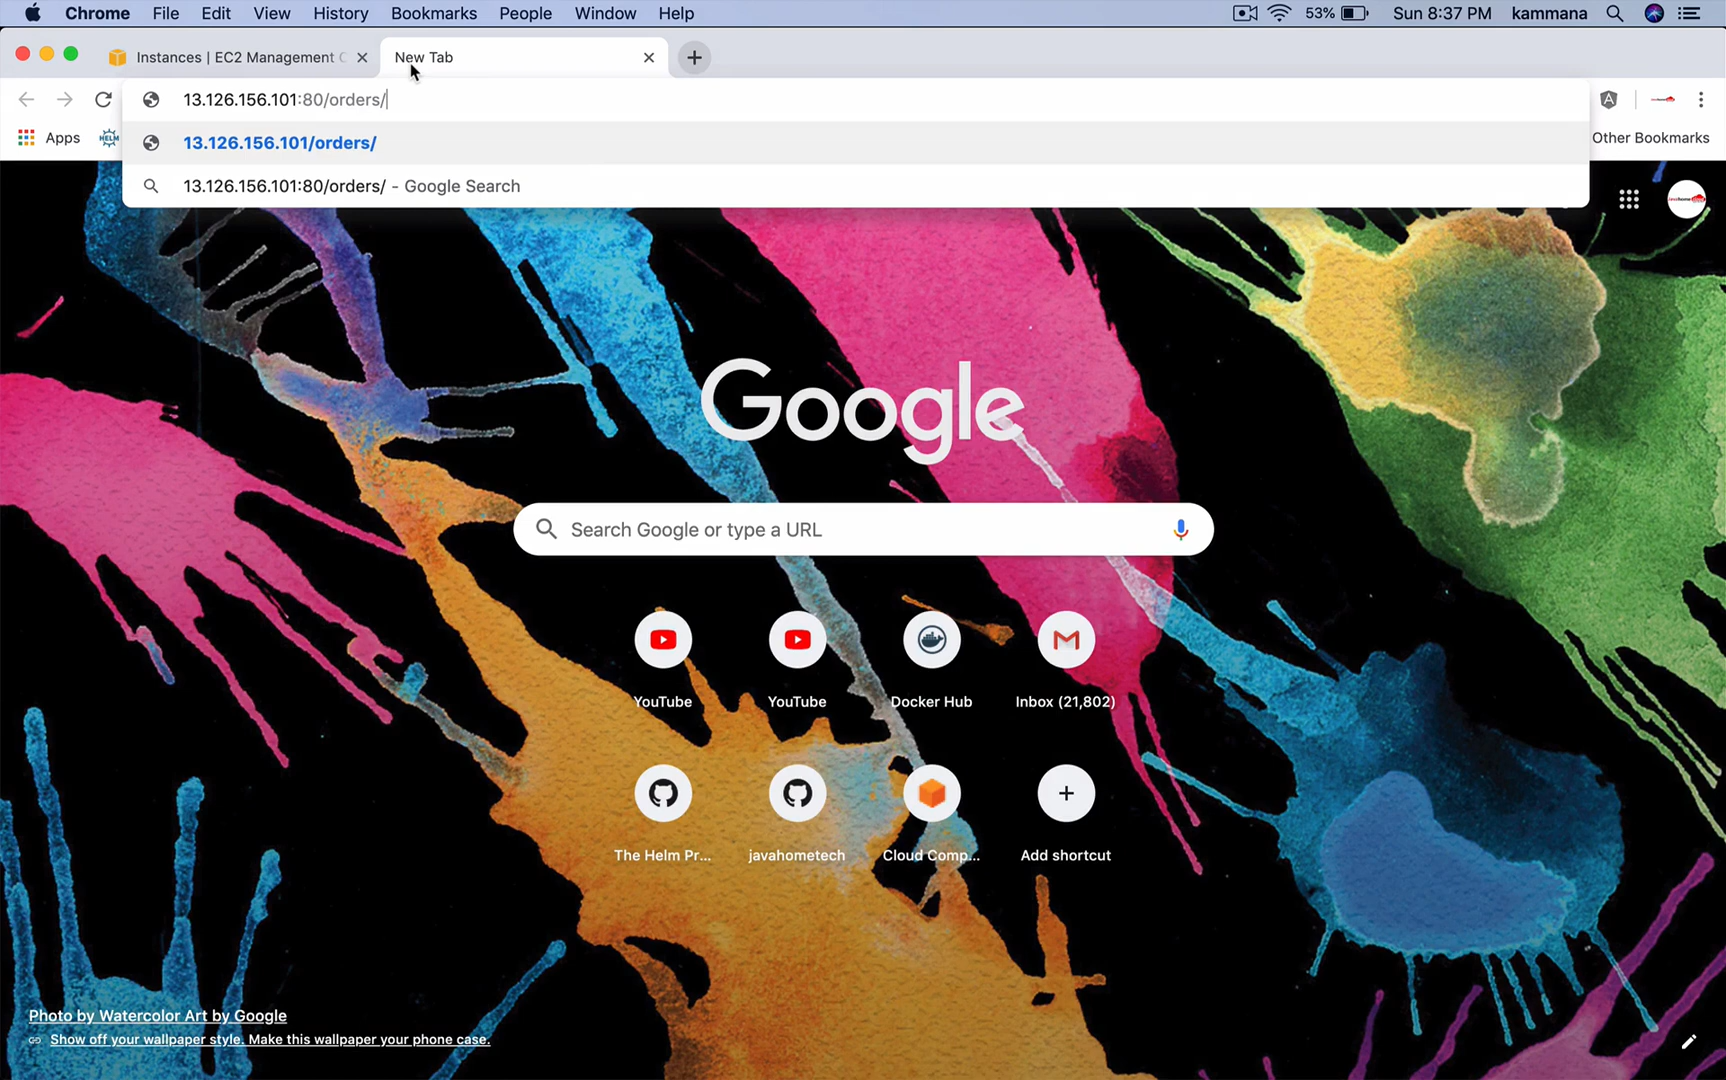 Chrome File Edit View History Bookmarks People Window Help 53% Sun 8:37 PM kammana
Instances | EC2 Management C New Tab
13.126.156.101:80/orders/
13.126.156.101/orders/
13.126.156.101:80/orders/ - Google Search
Apps HELM Other Bookmarks
Google
Search Google or type a URL
YouTube YouTube Docker Hub Inbox (21,802)
The Helm Pr... javahometech Cloud Comp... Add shortcut
Photo by Watercolor Art by Google
Show off your wallpaper style. Make this wallpaper your phone case.